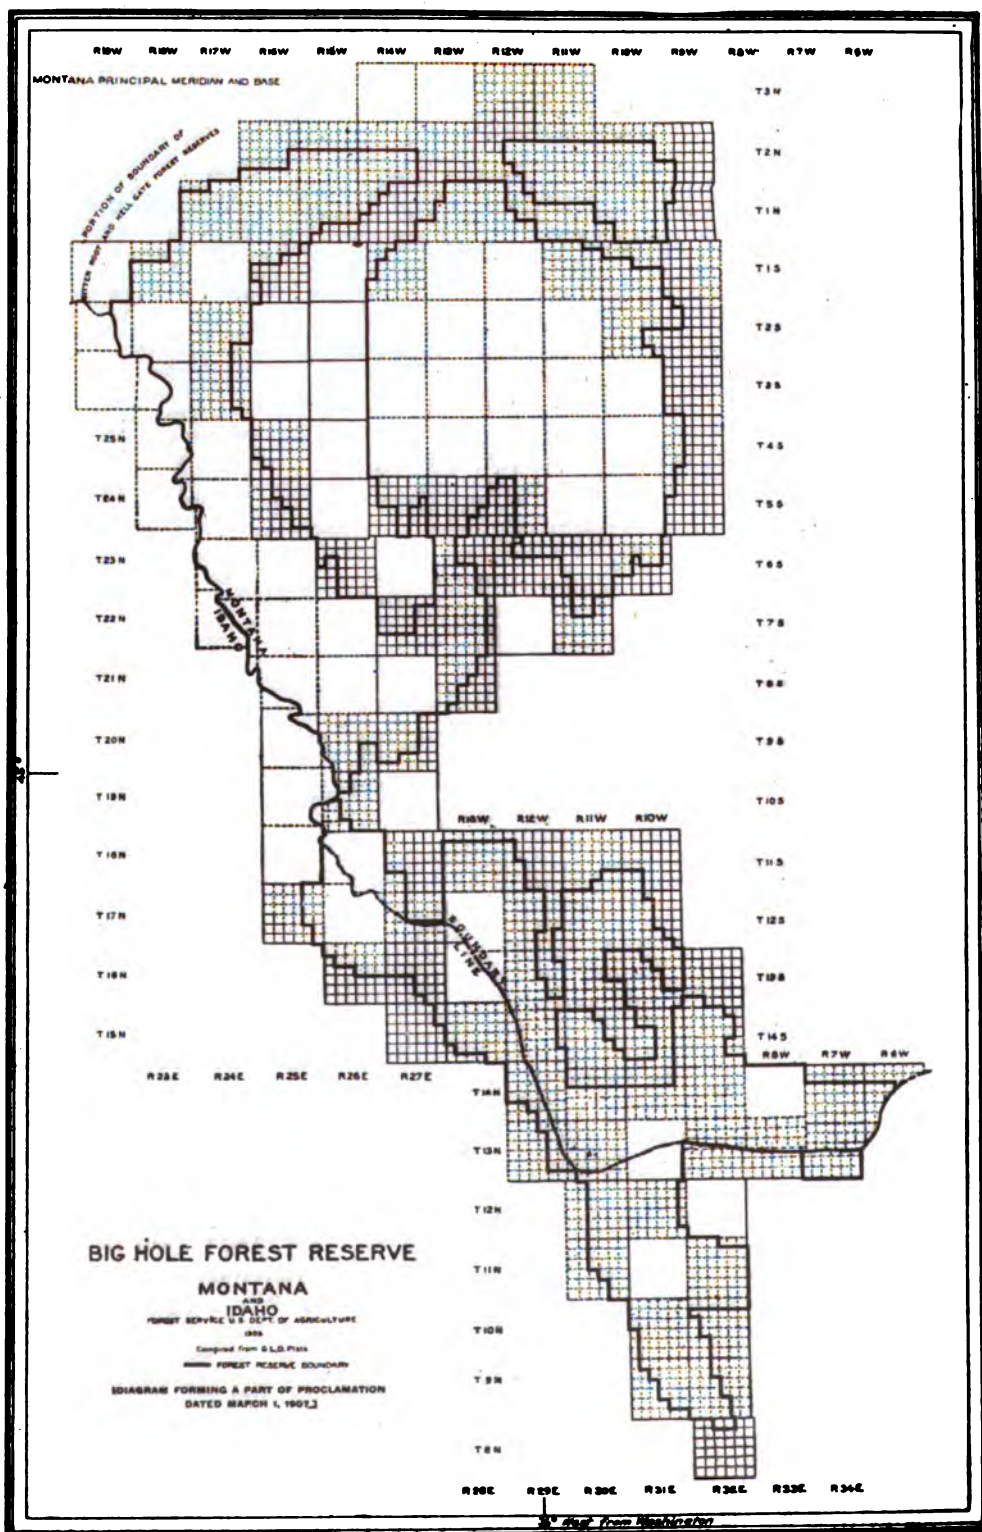 R19W R18W R17W R16W R15W R14W R13W R12W R11W R10W R9W R8W R7W R6W
MONTANA PRINCIPAL MERIDIAN AND BASE
PORTION OF BOUNDARY OF
BITTER ROOT AND HELL GATE FOREST RESERVES
T3N
T2N
T1N
T1S
T2S
T2S
T4S
T5S
T6S
T7S
T8S
T9S
T10S
T11S
T12S
T13S
T14S
T25N
T24N
T23N
T22N
T21N
T20N
T19N
T18N
T17N
T16N
T15N
MONTANA
IDAHO
R13W R12W R11W R10W
BOUNDARY
LINE
R8W R7W R6W
R23E R24E R25E R26E R27E
T14N
T13N
T12N
T11N
T10N
T9N
T8N
BIG HOLE FOREST RESERVE
MONTANA
AND
IDAHO
FOREST SERVICE U.S. DEPT. OF AGRICULTURE
Compiled from G.L.O. Plats
FOREST RESERVE BOUNDARY
[DIAGRAM FORMING A PART OF PROCLAMATION
DATED MARCH 1, 1907.]
R28E R29E R30E R31E R32E R33E R34E
West from Washington